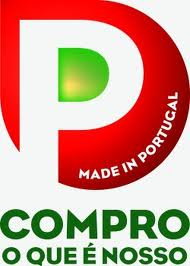 P
MADE IN PORTUGAL
COMPRO
O QUE É NOSSO